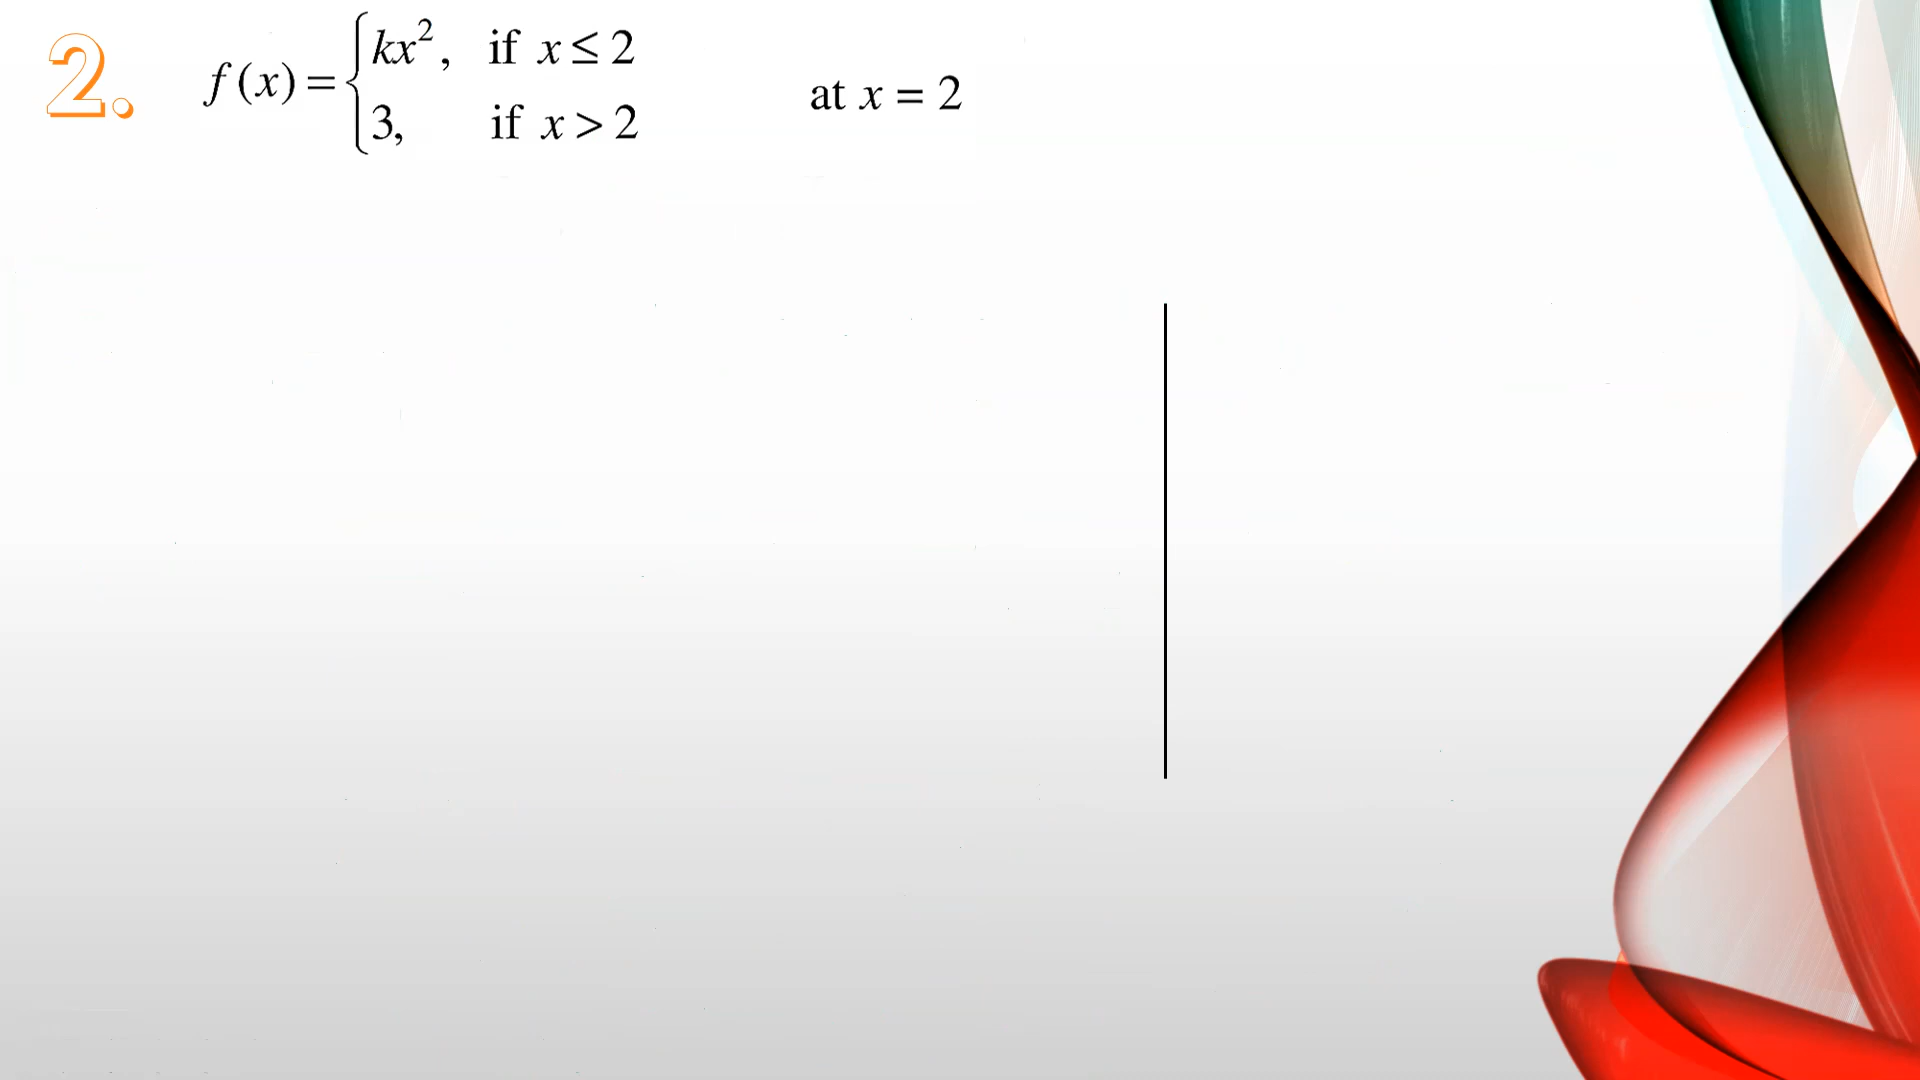 2. f(x) = { kx², if x ≤ 2
3, if x > 2
at x = 2